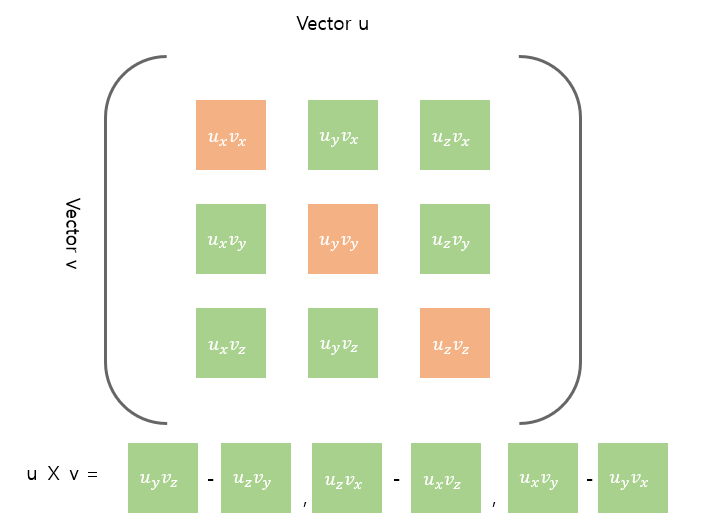 Vector u
Vector v
u_x v_x u_y v_x u_z v_x
u_x v_y u_y v_y u_z v_y
u_x v_z u_y v_z u_z v_z
u X v = u_y v_z - u_z v_y , u_z v_x - u_x v_z , u_x v_y - u_y v_x